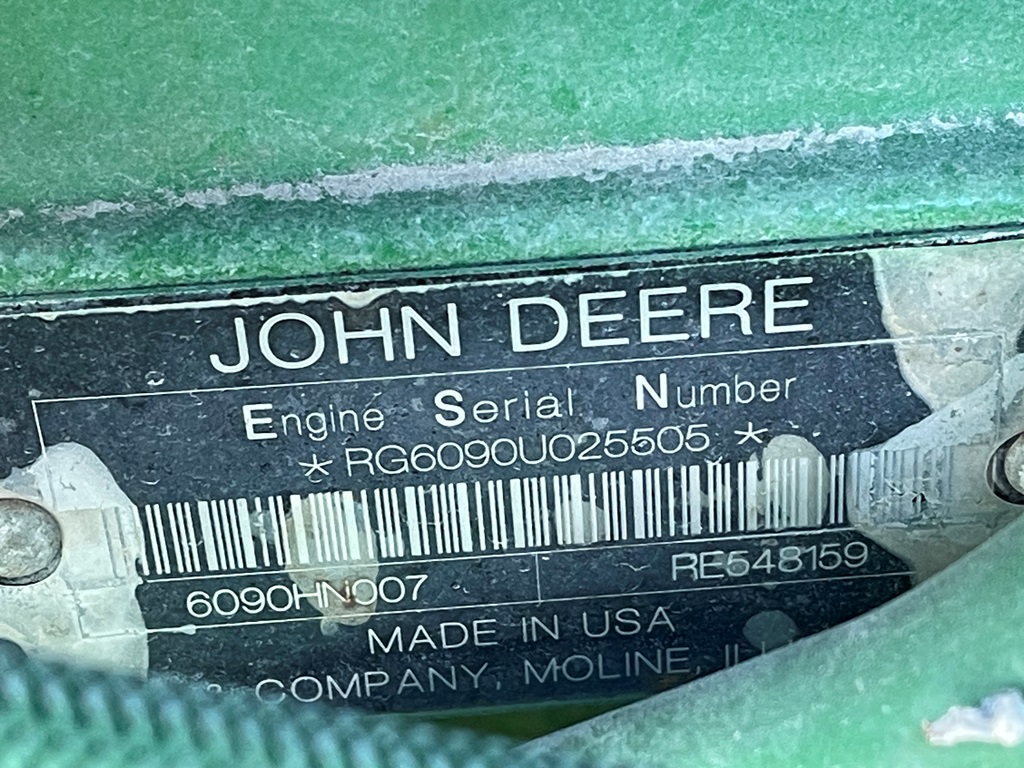 JOHN DEERE
Engine Serial Number
* RG6090U025505 *
6090HN007 RE548159
MADE IN USA
& COMPANY, MOLINE,